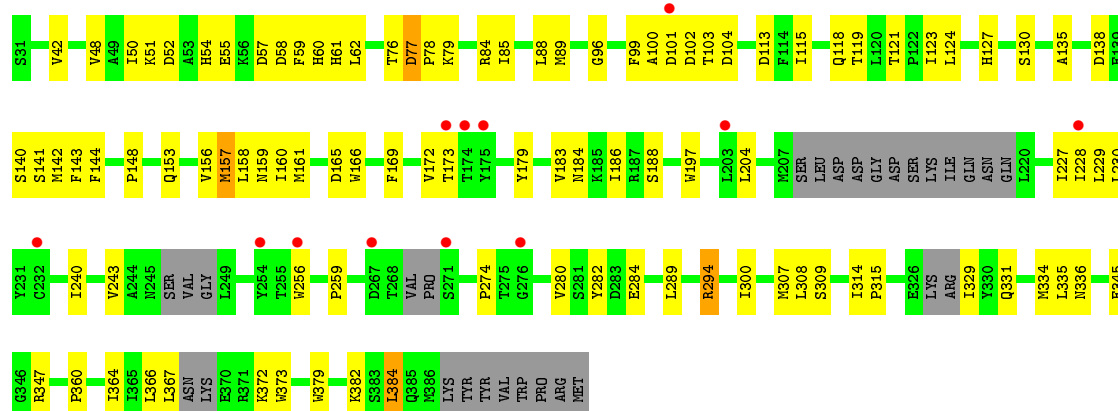 S31 V42 V48 A49 I50 K51 D52 A53 H54 E55 K56 D57 D58 F59 H60 H61 L62 T76 D77 P78 K79 R84 I85 L88 M89 G96 F99 A100 D101 D102 T103 D104 D113 F114 I115 Q118 T119 L120 T121 P122 I123 L124 H127 S130 A135 D138 E139
S140 S141 M142 F143 F144 P148 Q153 V156 M157 L158 N159 I160 M161 D165 W166 F169 V172 T173 T174 Y175 Y179 V183 N184 K185 I186 R187 S188 W197 L203 L204 M207 SER LEU ASP ASP GLY ASP SER LYS ILE GLN ASN GLN L220 I227 I228 L229 L230
Y231 C232 I240 V243 A244 N245 SER VAL GLY L249 Y254 T255 W256 P259 D267 T268 VAL PRO S271 P274 T275 G276 V280 S281 Y282 D283 E284 L289 R294 I300 M307 L308 S309 I314 P315 E326 LYS ARG I329 Y330 Q331 M334 L335 N336
G346 R347 P360 I364 I365 L366 L367 ASN LYS E370 R371 K372 W373 W379 K382 S383 L384 Q385 M386 LYS TYR TYR VAL TRP PRO ARG MET